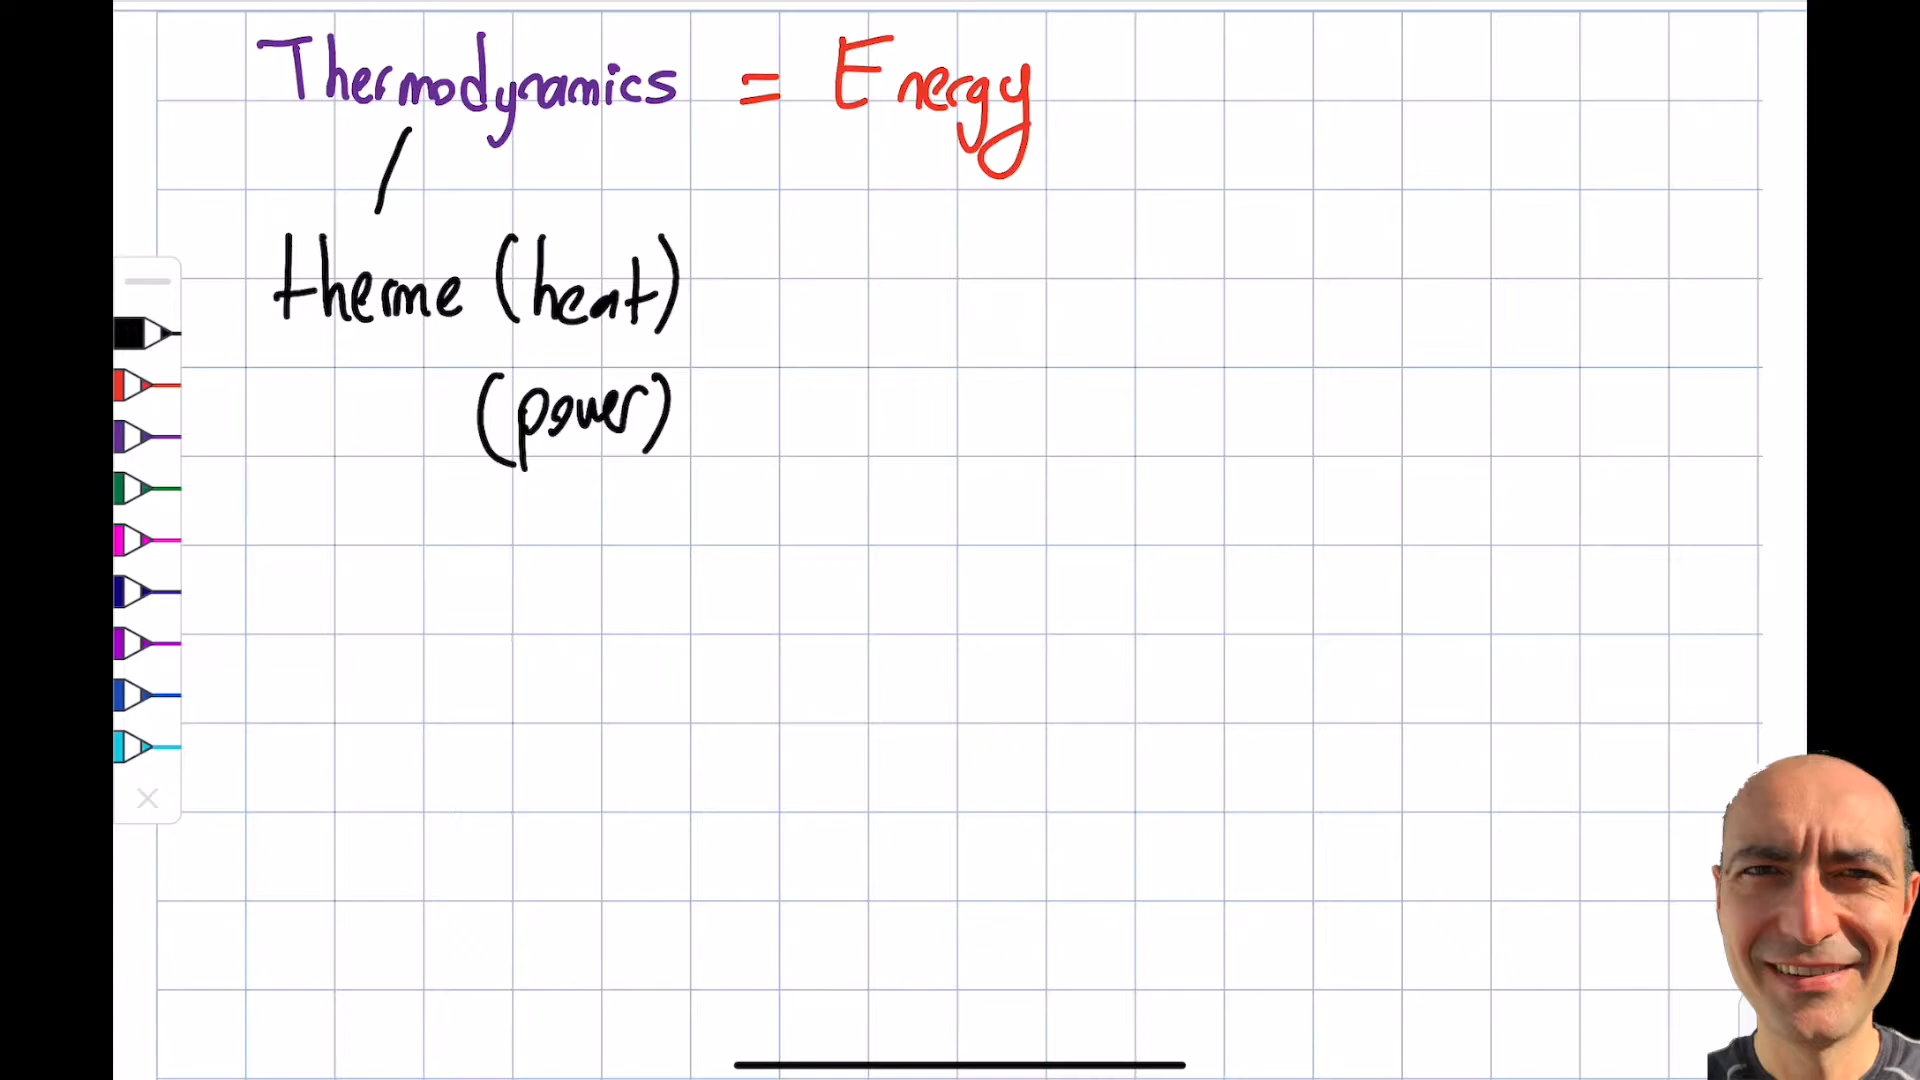 Thermodynamics = Energy
therme (heat)
(power)